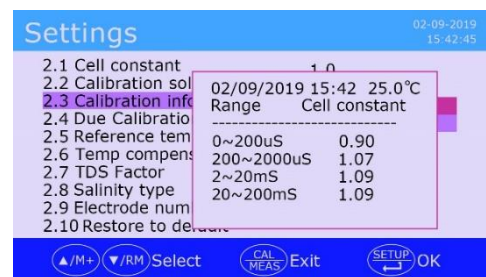 Settings
02-09-2019
15:42:45
2.1 Cell constant 1.0
2.2 Calibration sol
2.3 Calibration info
2.4 Due Calibratio
2.5 Reference tem
2.6 Temp compens
2.7 TDS Factor
2.8 Salinity type
2.9 Electrode num
2.10 Restore to default
02/09/2019 15:42 25.0℃
Range Cell constant
---------------------------
0~200uS 0.90
200~2000uS 1.07
2~20mS 1.09
20~200mS 1.09
▲/M+ ▼/RM Select
CAL MEAS Exit
SETUP OK